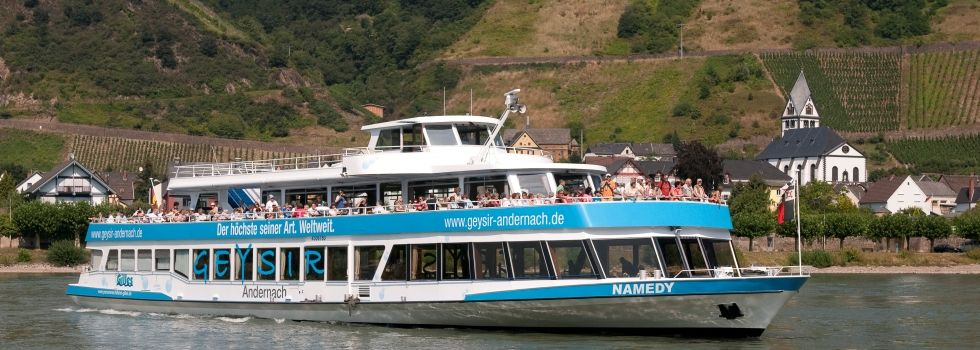 www.geysir-andernach.de
Der höchste seiner Art. Weltweit.
www.geysir-andernach.de
GEYSIR
Andernach
NAMEDY